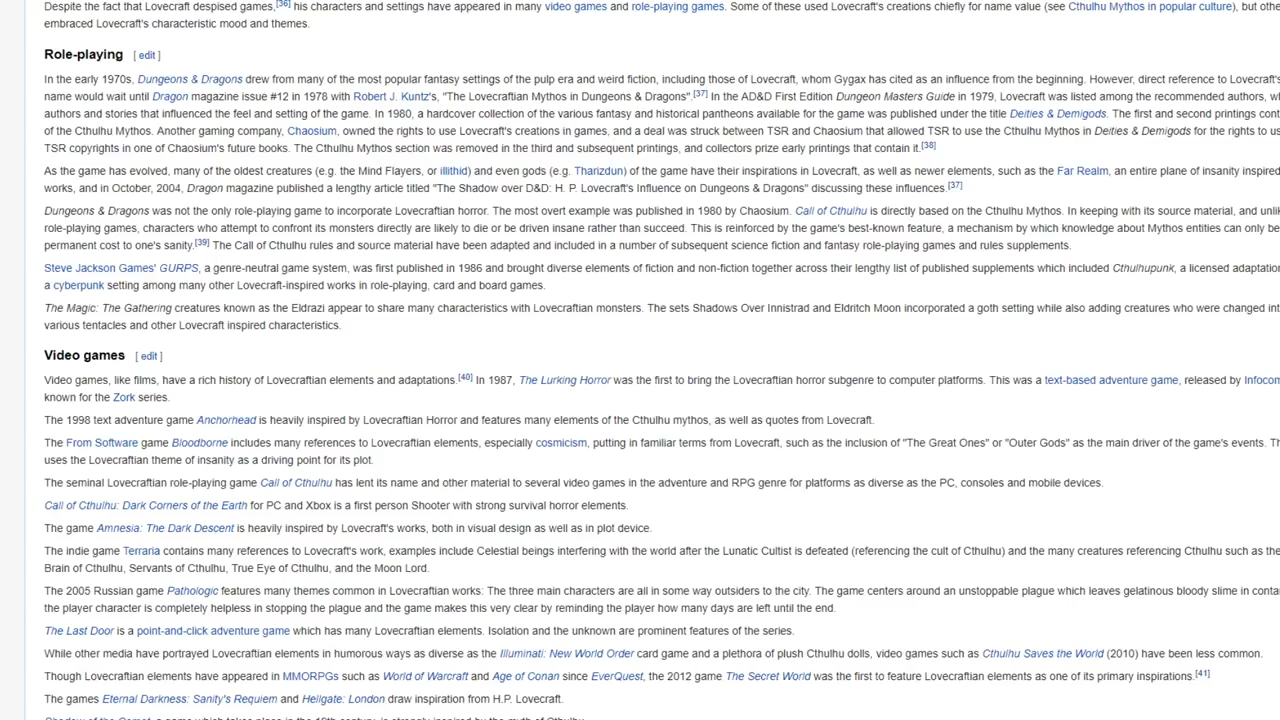 Despite the fact that Lovecraft despised games,[36] his characters and settings have appeared in many video games and role-playing games. Some of these used Lovecraft's creations chiefly for name value (see Cthulhu Mythos in popular culture), but othe
embraced Lovecraft's characteristic mood and themes.
Role-playing [ edit ]
In the early 1970s, Dungeons & Dragons drew from many of the most popular fantasy settings of the pulp era and weird fiction, including those of Lovecraft, whom Gygax has cited as an influence from the beginning. However, direct reference to Lovecraft's
name would wait until Dragon magazine issue #12 in 1978 with Robert J. Kuntz's, "The Lovecraftian Mythos in Dungeons & Dragons".[37] In the AD&D First Edition Dungeon Masters Guide in 1979, Lovecraft was listed among the recommended authors, wh
authors and stories that influenced the feel and setting of the game. In 1980, a hardcover collection of the various fantasy and historical pantheons available for the game was published under the title Deities & Demigods. The first and second printings cont
of the Cthulhu Mythos. Another gaming company, Chaosium, owned the rights to use Lovecraft's creations in games, and a deal was struck between TSR and Chaosium that allowed TSR to use the Cthulhu Mythos in Deities & Demigods for the rights to us
TSR copyrights in one of Chaosium's future books. The Cthulhu Mythos section was removed in the third and subsequent printings, and collectors prize early printings that contain it.[38]
As the game has evolved, many of the oldest creatures (e.g. the Mind Flayers, or illithid) and even gods (e.g. Tharizdun) of the game have their inspirations in Lovecraft, as well as newer elements, such as the Far Realm, an entire plane of insanity inspired
works, and in October, 2004, Dragon magazine published a lengthy article titled "The Shadow over D&D: H. P. Lovecraft's Influence on Dungeons & Dragons" discussing these influences.[37]
Dungeons & Dragons was not the only role-playing game to incorporate Lovecraftian horror. The most overt example was published in 1980 by Chaosium. Call of Cthulhu is directly based on the Cthulhu Mythos. In keeping with its source material, and unlik
role-playing games, characters who attempt to confront its monsters directly are likely to die or be driven insane rather than succeed. This is reinforced by the game's best-known feature, a mechanism by which knowledge about Mythos entities can only be
permanent cost to one's sanity.[39] The Call of Cthulhu rules and source material have been adapted and included in a number of subsequent science fiction and fantasy role-playing games and rules supplements.
Steve Jackson Games' GURPS, a genre-neutral game system, was first published in 1986 and brought diverse elements of fiction and non-fiction together across their lengthy list of published supplements which included Cthulhupunk, a licensed adaptation
a cyberpunk setting among many other Lovecraft-inspired works in role-playing, card and board games.
The Magic: The Gathering creatures known as the Eldrazi appear to share many characteristics with Lovecraftian monsters. The sets Shadows Over Innistrad and Eldritch Moon incorporated a goth setting while also adding creatures who were changed int
various tentacles and other Lovecraft inspired characteristics.
Video games [ edit ]
Video games, like films, have a rich history of Lovecraftian elements and adaptations.[40] In 1987, The Lurking Horror was the first to bring the Lovecraftian horror subgenre to computer platforms. This was a text-based adventure game, released by Infocom
known for the Zork series.
The 1998 text adventure game Anchorhead is heavily inspired by Lovecraftian Horror and features many elements of the Cthulhu mythos, as well as quotes from Lovecraft.
The From Software game Bloodborne includes many references to Lovecraftian elements, especially cosmicism, putting in familiar terms from Lovecraft, such as the inclusion of "The Great Ones" or "Outer Gods" as the main driver of the game's events. Th
uses the Lovecraftian theme of insanity as a driving point for its plot.
The seminal Lovecraftian role-playing game Call of Cthulhu has lent its name and other material to several video games in the adventure and RPG genre for platforms as diverse as the PC, consoles and mobile devices.
Call of Cthulhu: Dark Corners of the Earth for PC and Xbox is a first person Shooter with strong survival horror elements.
The game Amnesia: The Dark Descent is heavily inspired by Lovecraft's works, both in visual design as well as in plot device.
The indie game Terraria contains many references to Lovecraft's work, examples include Celestial beings interfering with the world after the Lunatic Cultist is defeated (referencing the cult of Cthulhu) and the many creatures referencing Cthulhu such as the
Brain of Cthulhu, Servants of Cthulhu, True Eye of Cthulhu, and the Moon Lord.
The 2005 Russian game Pathologic features many themes common in Lovecraftian works: The three main characters are all in some way outsiders to the city. The game centers around an unstoppable plague which leaves gelatinous bloody slime in conta
the player character is completely helpless in stopping the plague and the game makes this very clear by reminding the player how many days are left until the end.
The Last Door is a point-and-click adventure game which has many Lovecraftian elements. Isolation and the unknown are prominent features of the series.
While other media have portrayed Lovecraftian elements in humorous ways as diverse as the Illuminati: New World Order card game and a plethora of plush Cthulhu dolls, video games such as Cthulhu Saves the World (2010) have been less common.
Though Lovecraftian elements have appeared in MMORPGs such as World of Warcraft and Age of Conan since EverQuest, the 2012 game The Secret World was the first to feature Lovecraftian elements as one of its primary inspirations.[41]
The games Eternal Darkness: Sanity's Requiem and Hellgate: London draw inspiration from H.P. Lovecraft.
Shadow of the Comet, a game which takes place in the 19th century, is strongly inspired by the myth of Cthulhu.